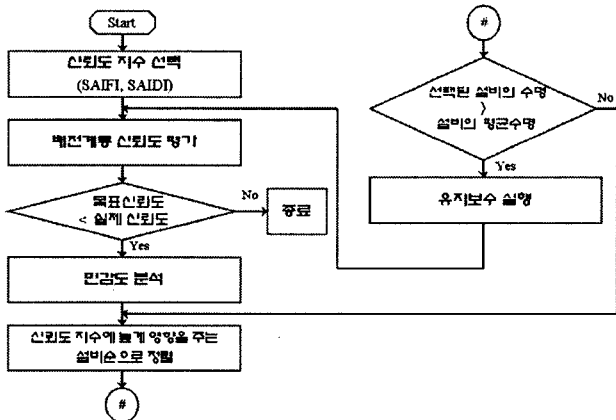 Start
신뢰도 지수 선택
(SAIFI, SAIDI)
배전계통 신뢰도 평가
목표신뢰도
< 실제 신뢰도
No
종료
Yes
민감도 분석
신뢰도 지수에 높게 영향을 주는
설비순으로 정렬
#
#
선택된 설비의 수명
>
설비의 평균수명
No
Yes
유지보수 실행